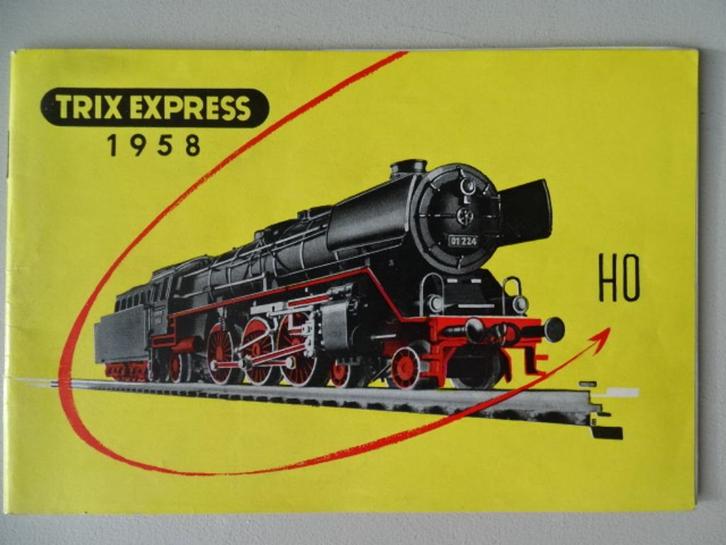 TRIX EXPRESS
1958
01 224
HO